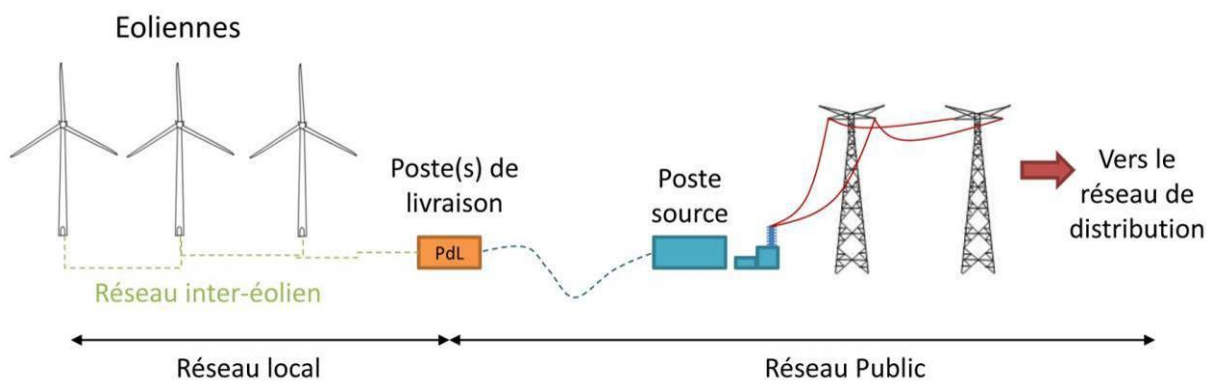 Eoliennes
Poste(s) de
livraison
Poste
source
Vers le
réseau de
distribution
PdL
Réseau inter-éolien
Réseau local
Réseau Public